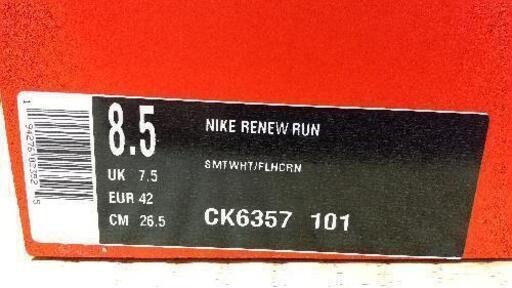 8.5
NIKE RENEW RUN
SMTWHT/FLHCRN
UK 7.5
EUR 42
CM 26.5
CK6357 101